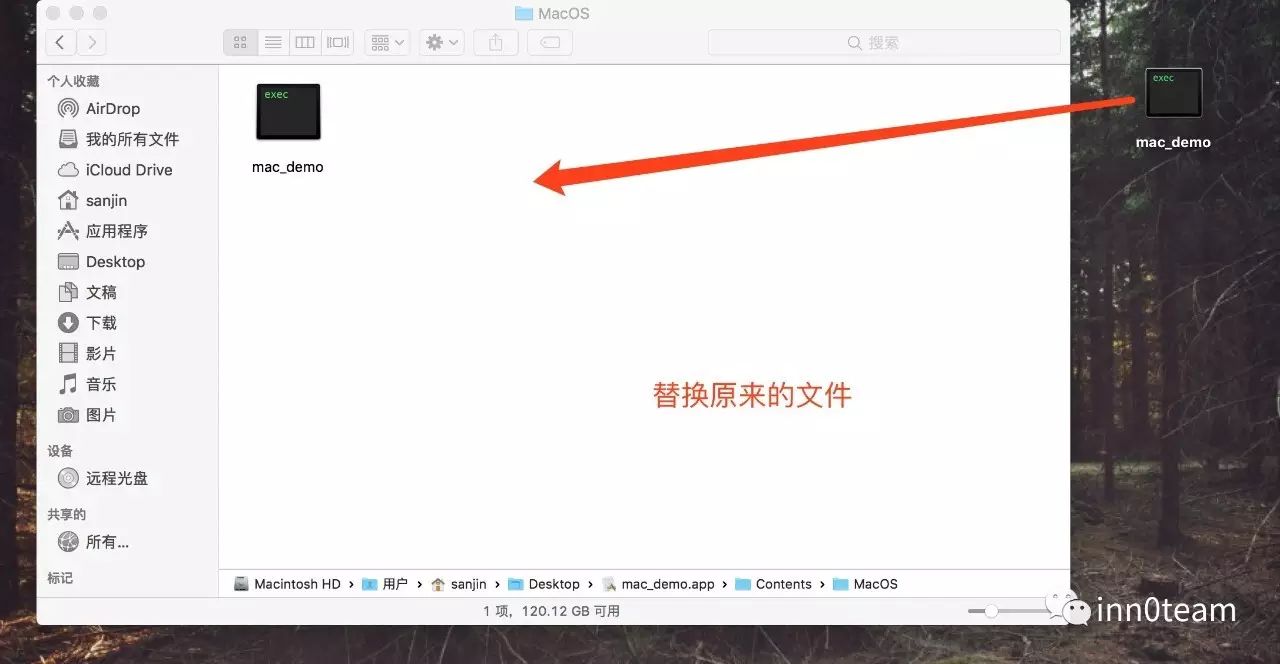 MacOS
搜索
个人收藏
AirDrop
我的所有文件
iCloud Drive
sanjin
应用程序
Desktop
文稿
下载
影片
音乐
图片
设备
远程光盘
共享的
所有...
标记
exec
mac_demo
exec
mac_demo
替换原来的文件
Macintosh HD › 用户 › sanjin › Desktop › mac_demo.app › Contents › MacOS
1 项，120.12 GB 可用
inn0team